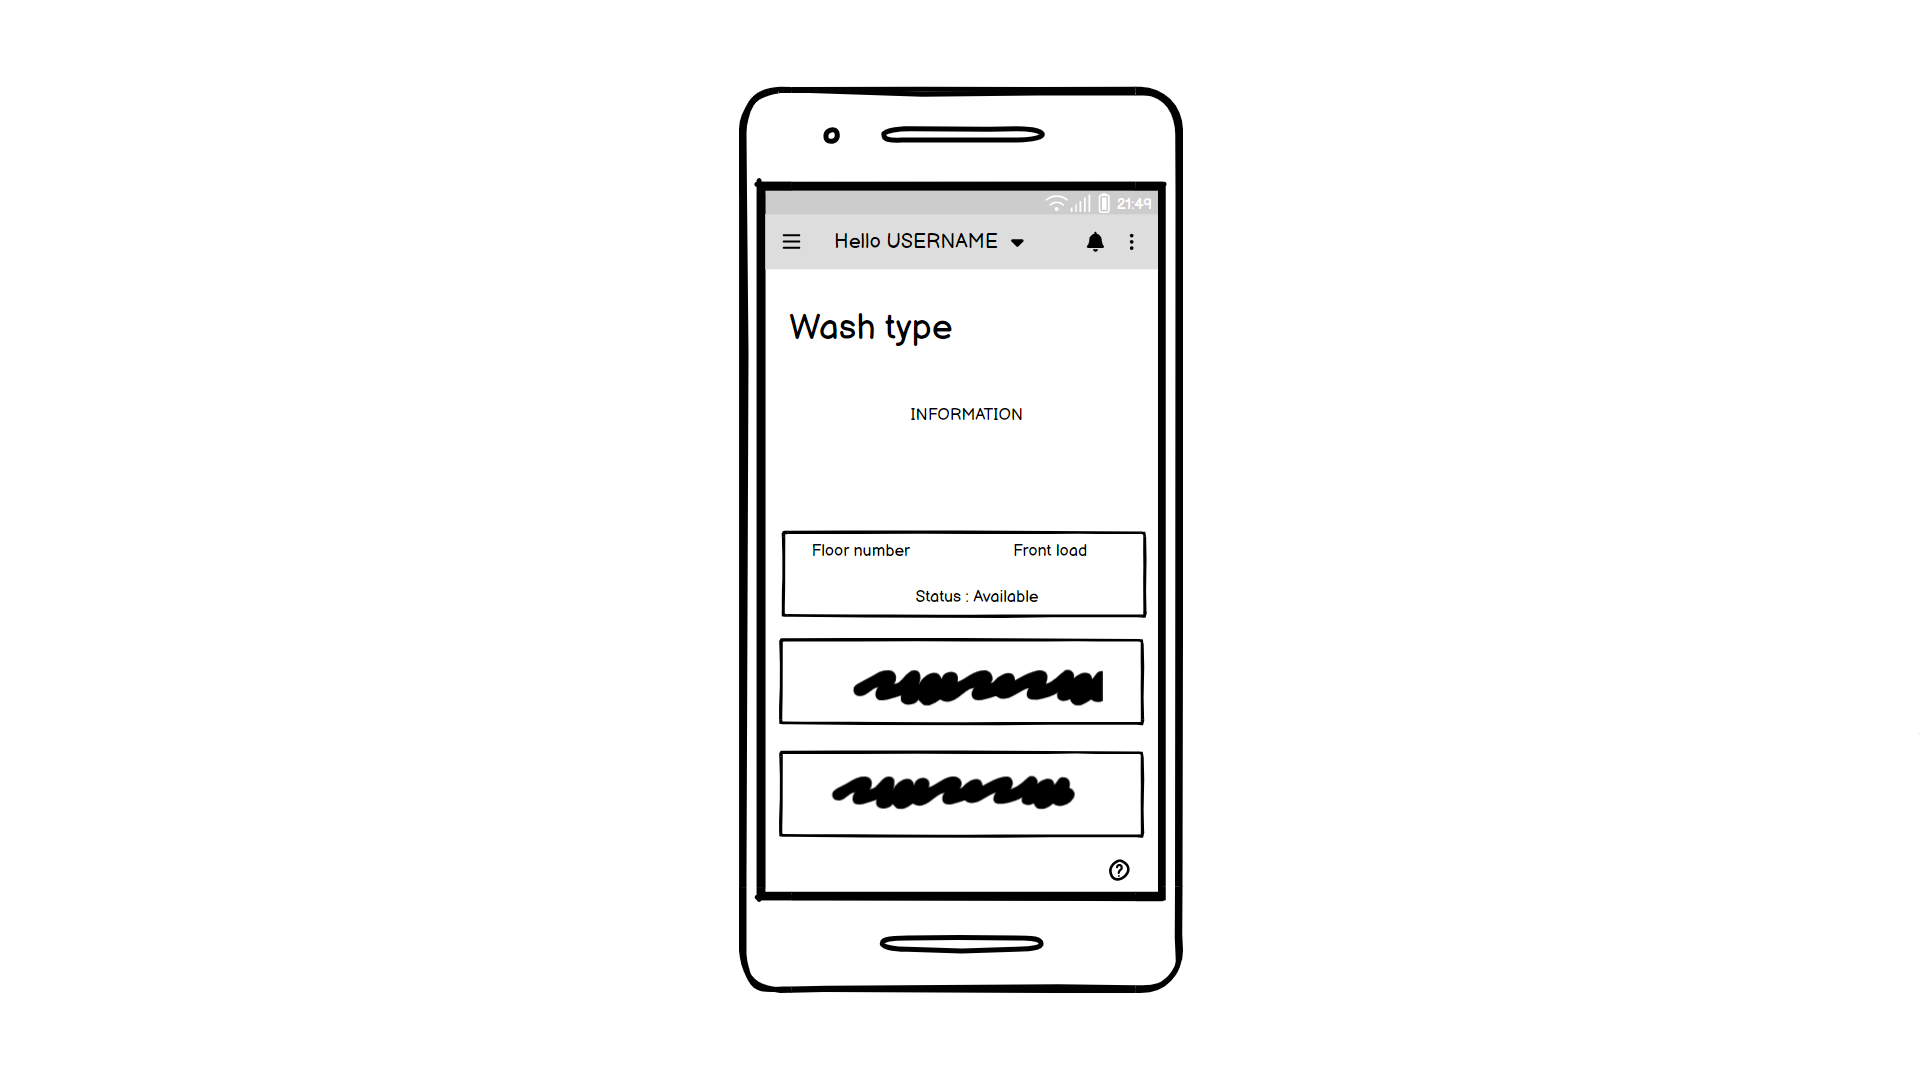 21:49
Hello USERNAME
Wash type
INFORMATION
Floor number
Front load
Status : Available